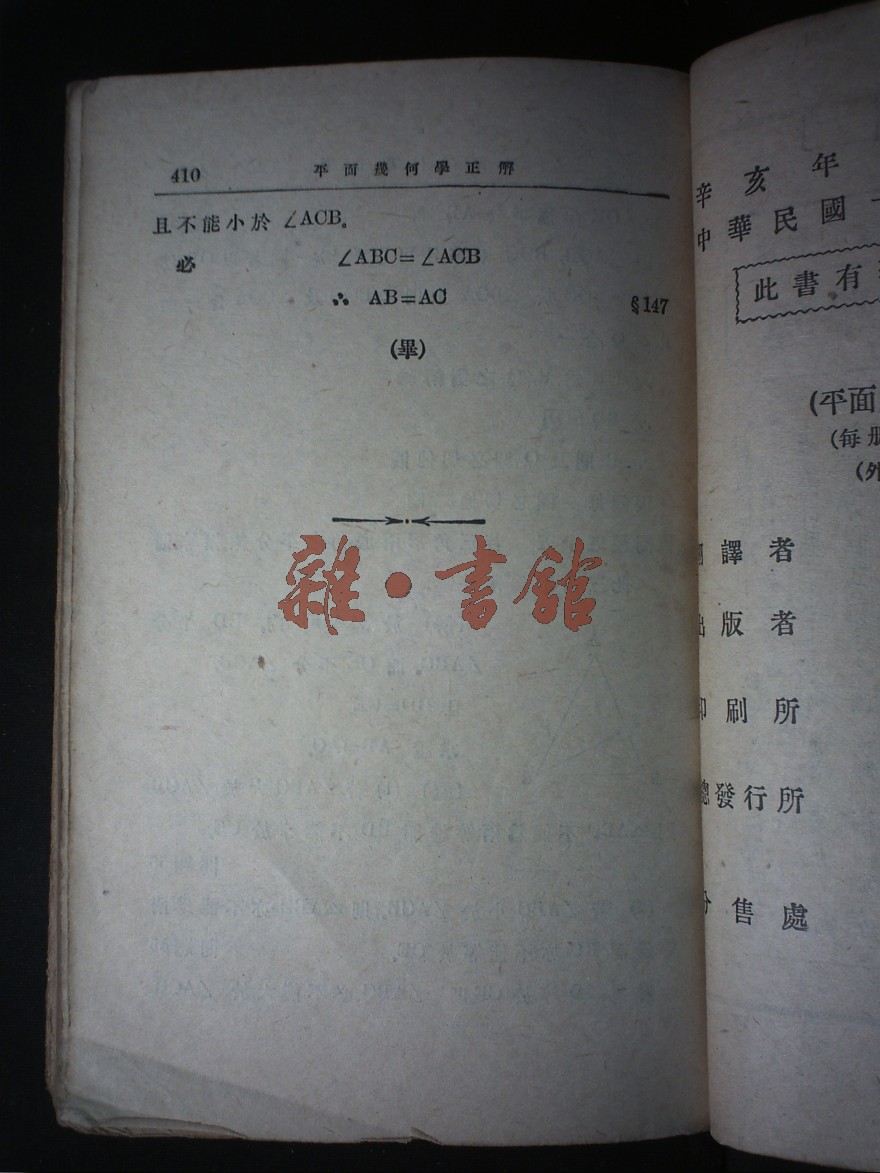 410 平面幾何學正解
且不能小於 ∠ACB。
必 ∠ABC=∠ACB
∴ AB=AC §147
(畢)
雜·書館
辛亥年
中華民國
此書有
(平面
(每册
(外
譯者
出版者
印刷所
總發行所
分售處